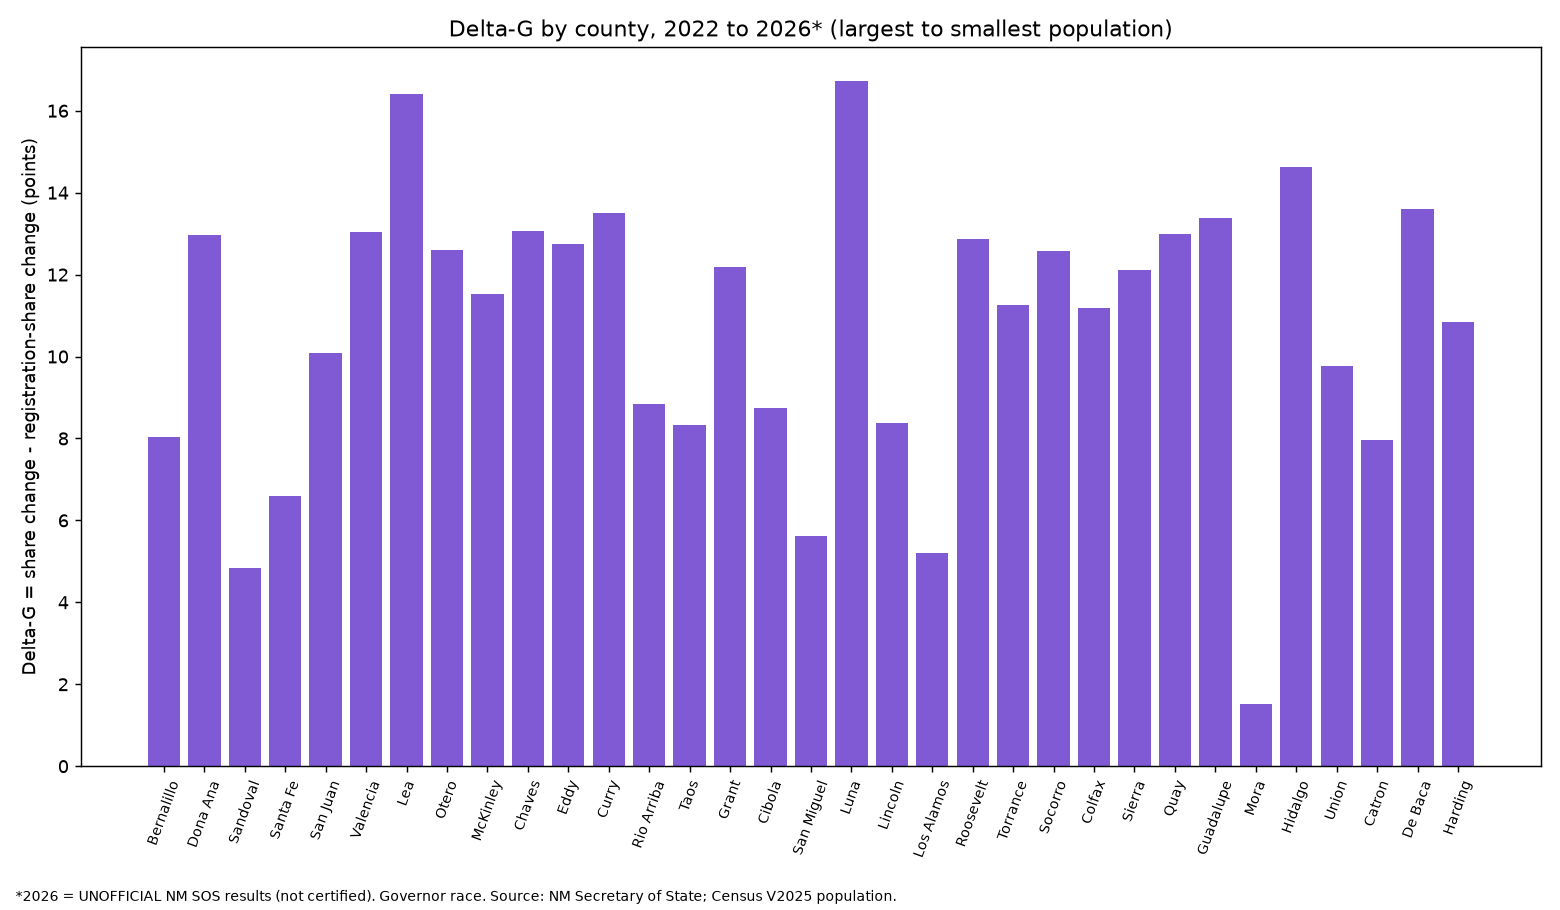 Delta-G by county, 2022 to 2026* (largest to smallest population)
Delta-G = share change - registration-share change (points)
16
14
12
10
8
6
4
2
0
Bernalillo
Dona Ana
Sandoval
Santa Fe
San Juan
Valencia
Lea
Otero
McKinley
Chaves
Eddy
Curry
Rio Arriba
Taos
Grant
Cibola
San Miguel
Luna
Lincoln
Los Alamos
Roosevelt
Torrance
Socorro
Colfax
Sierra
Quay
Guadalupe
Mora
Hidalgo
Union
Catron
De Baca
Harding
*2026 = UNOFFICIAL NM SOS results (not certified). Governor race. Source: NM Secretary of State; Census V2025 population.